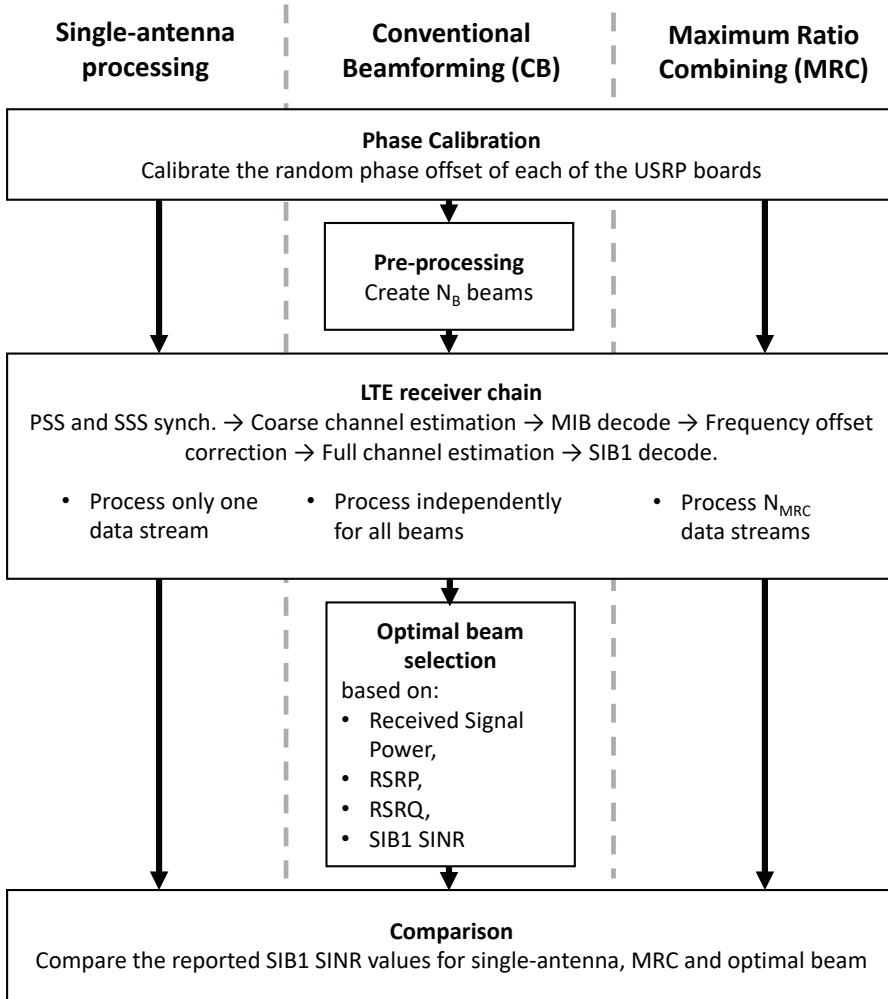 Single-antenna
processing
Conventional
Beamforming (CB)
Maximum Ratio
Combining (MRC)
Phase Calibration
Calibrate the random phase offset of each of the USRP boards
Pre-processing
Create N_B beams
LTE receiver chain
PSS and SSS synch. → Coarse channel estimation → MIB decode → Frequency offset
correction → Full channel estimation → SIB1 decode.
• Process only one
data stream
• Process independently
for all beams
• Process N_MRC
data streams
Optimal beam
selection
based on:
• Received Signal
Power,
• RSRP,
• RSRQ,
• SIB1 SINR
Comparison
Compare the reported SIB1 SINR values for single-antenna, MRC and optimal beam